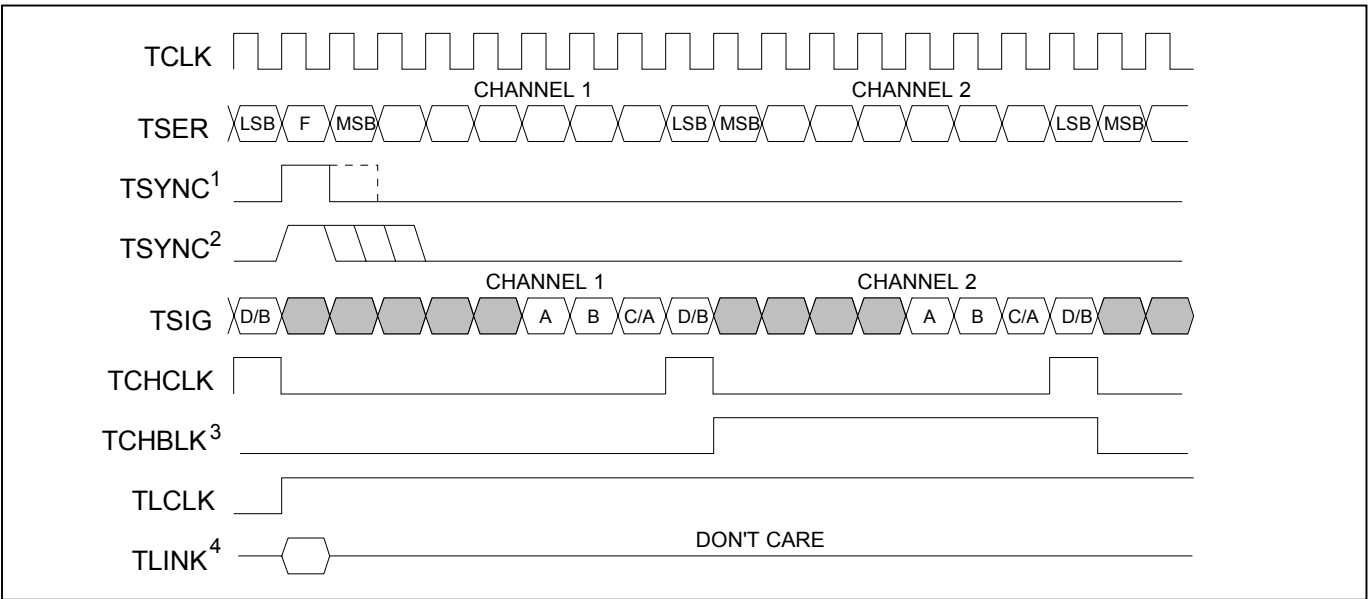 TCLK
CHANNEL 1 CHANNEL 2
TSER LSB F MSB LSB MSB LSB MSB
TSYNC1
TSYNC2
CHANNEL 1 CHANNEL 2
TSIG D/B A B C/A D/B A B C/A D/B
TCHCLK
TCHBLK3
TLCLK
DON'T CARE
TLINK4